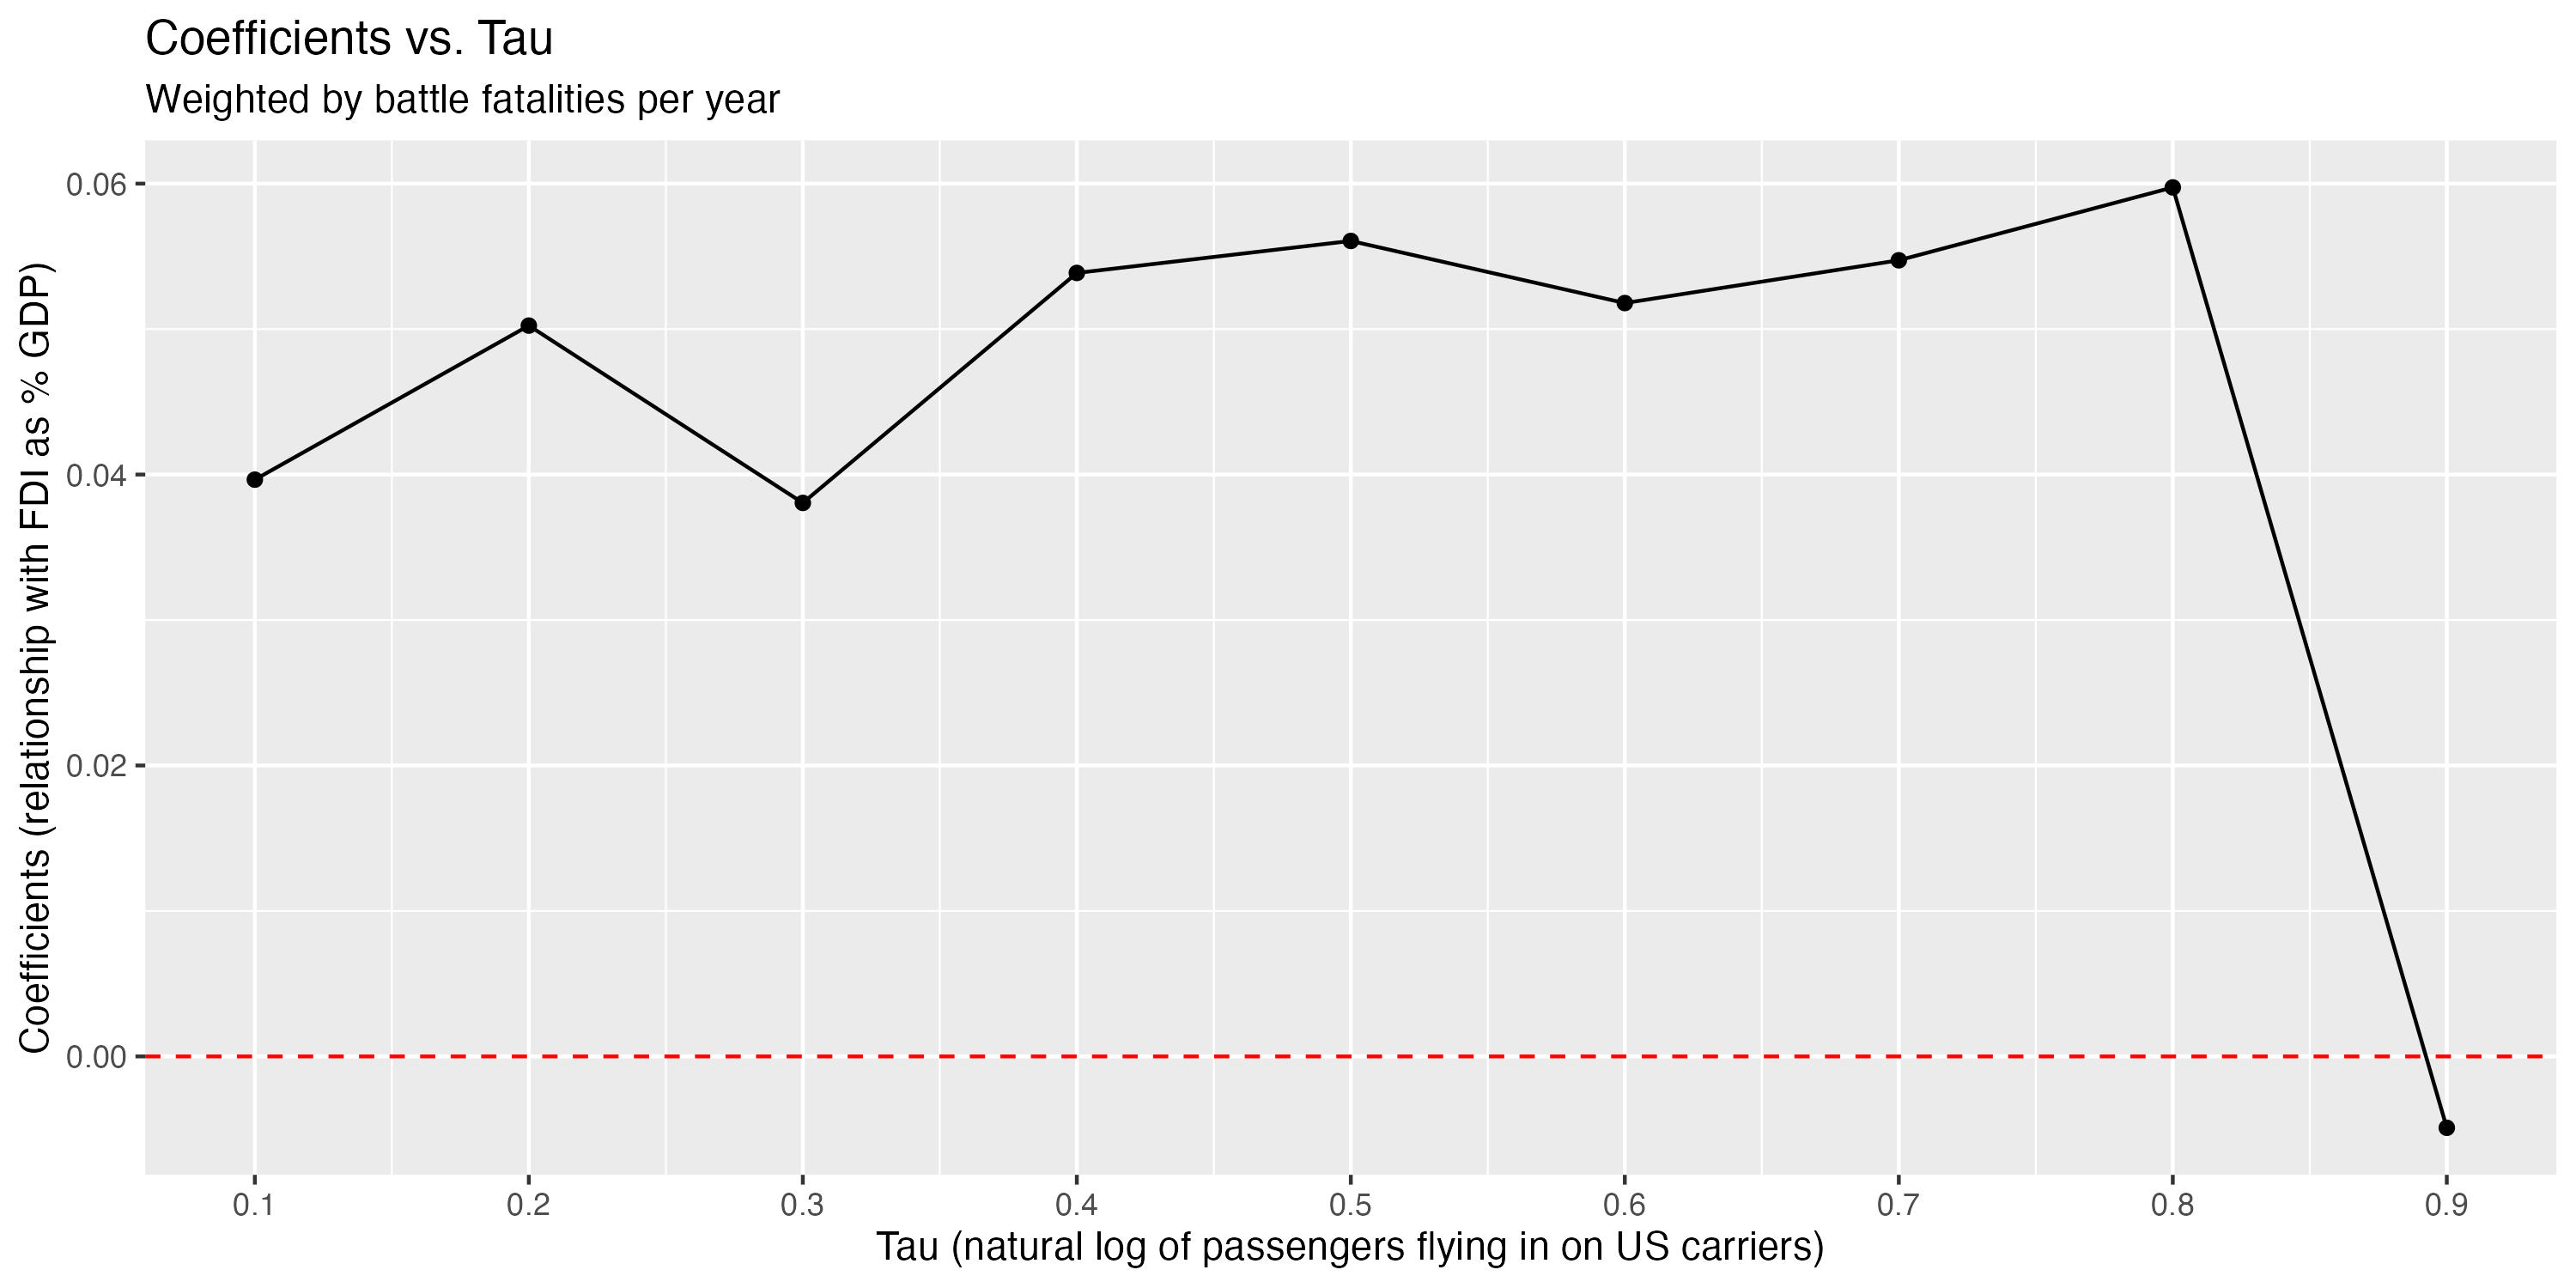 Coefficients vs. Tau
Weighted by battle fatalities per year
Coefficients (relationship with FDI as % GDP)
0.06
0.04
0.02
0.00
0.1 0.2 0.3 0.4 0.5 0.6 0.7 0.8 0.9
Tau (natural log of passengers flying in on US carriers)